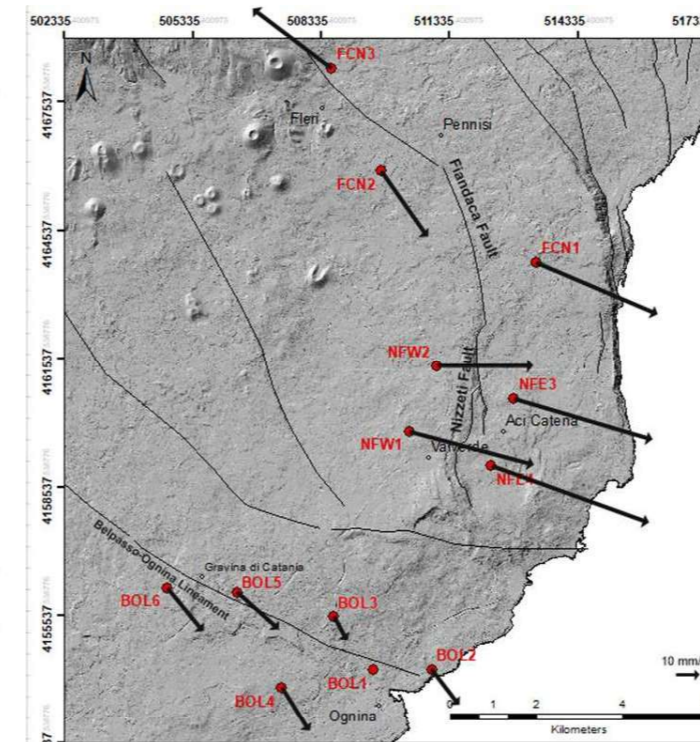 502335 505335 508335 511335 514335 5173
N
FCN3
4167537
Fleri
Pennisi
FCN2
Fiandaca Fault
4164537
FCN1
4161537
NFW2
NFE3
Nizzeti Fault
Aci Catena
NFW1
4158537
Belpasso-Ognina Lineament
Gravina di Catania
BOL5
BOL6
BOL3
4155537
BOL2
BOL1
BOL4
10 mm/
Ognina
0 1 2 4
Kilometers